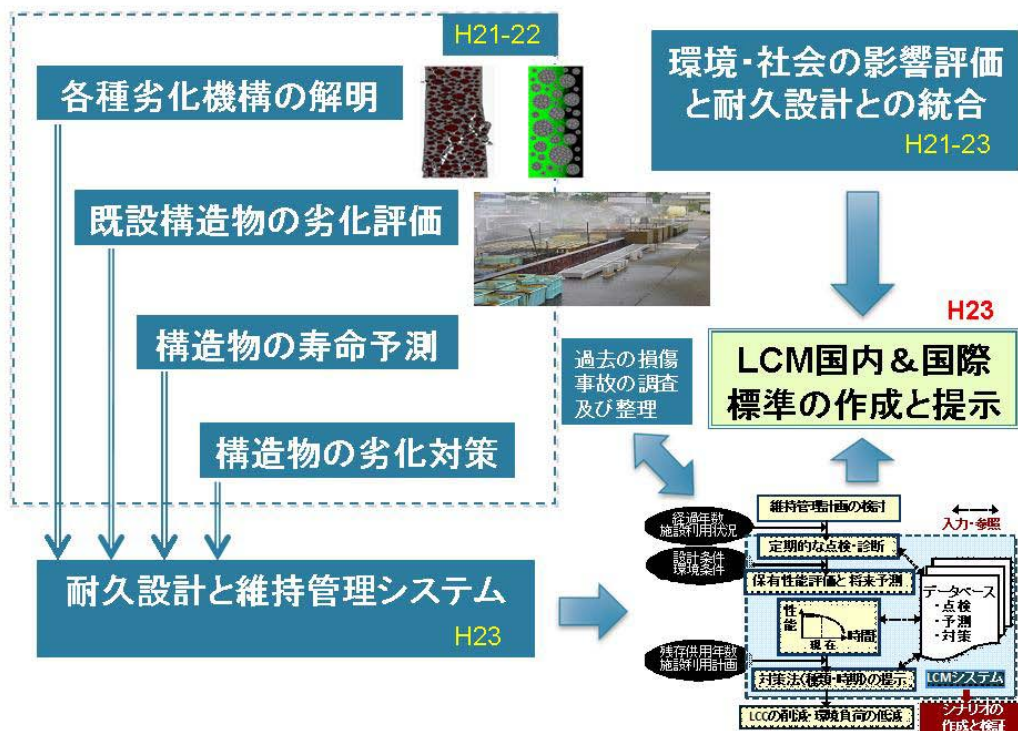 H21-22
各種劣化機構の解明
既設構造物の劣化評価
構造物の寿命予測
構造物の劣化対策
耐久設計と維持管理システム
H23
環境・社会の影響評価
と耐久設計との統合
H21-23
H23
LCM国内&国際
標準の作成と提示
過去の損傷
事故の調査
及び整理
維持管理計画の検討
経過年数
施設利用状況
定期的な点検・診断
設計条件
環境条件
保有性能評価と将来予測
性能
時間
現在
残存供用年数
施設利用計画
対策法(種類・時期)の提示
LCCの削減・環境負荷の低減
入力・参照
データベース
・点検
・予測
・対策
LCMシステム
シナリオの
作成と検証